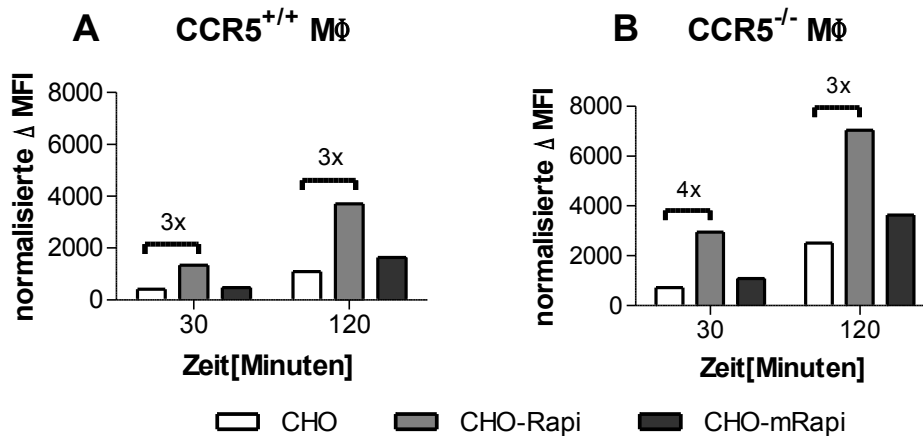 A CCR5+/+ MΦ
normalisierte Δ MFI
8000
6000
4000
2000
0
3x
3x
30 120
Zeit[Minuten]
B CCR5-/- MΦ
normalisierte Δ MFI
8000
6000
4000
2000
0
4x
3x
30 120
Zeit[Minuten]
CHO CHO-Rapi CHO-mRapi